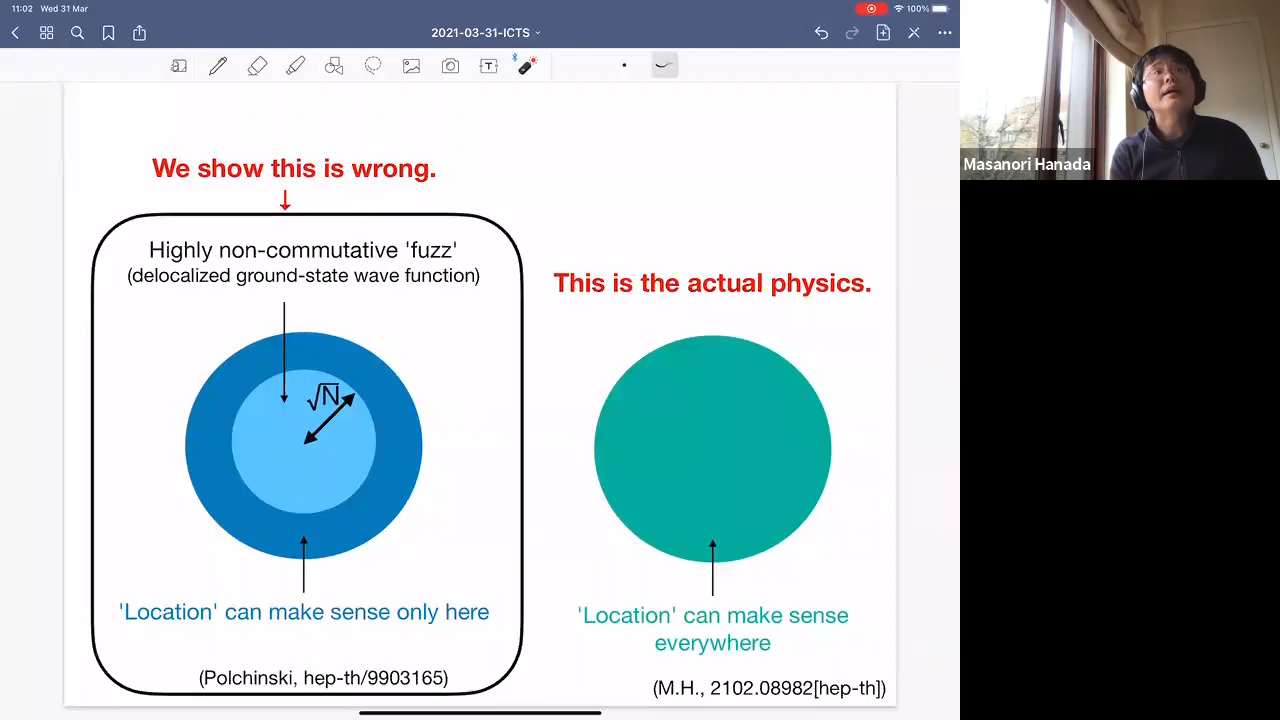 11:02 Wed 31 Mar
100%
2021-03-31-ICTS
T
We show this is wrong.
Highly non-commutative 'fuzz'
(delocalized ground-state wave function)
√N
'Location' can make sense only here
(Polchinski, hep-th/9903165)
This is the actual physics.
'Location' can make sense
everywhere
(M.H., 2102.08982[hep-th])
Masanori Hanada